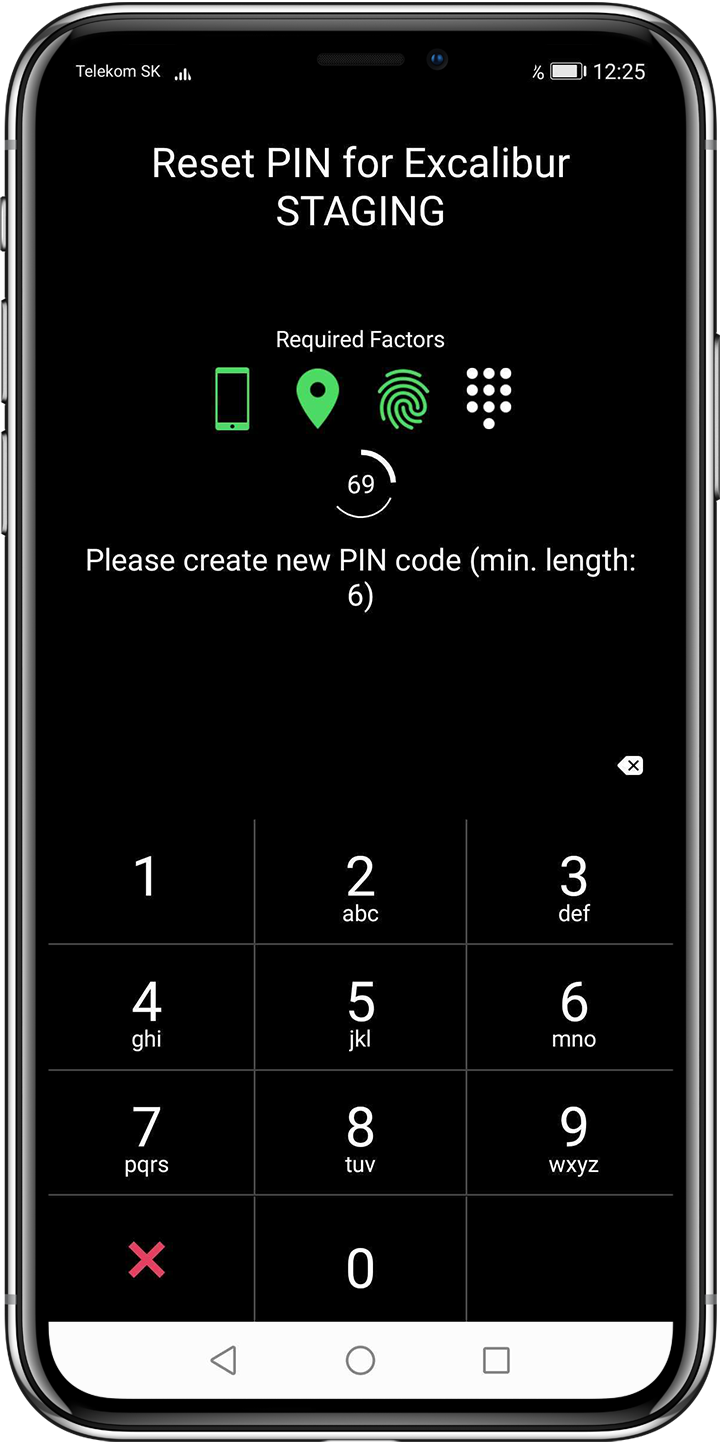 Telekom SK
12:25
Reset PIN for Excalibur
STAGING
Required Factors
69
Please create new PIN code (min. length:
6)
1
2
3
abc
def
4
5
6
ghi
jkl
mno
7
8
9
pqrs
tuv
wxyz
0